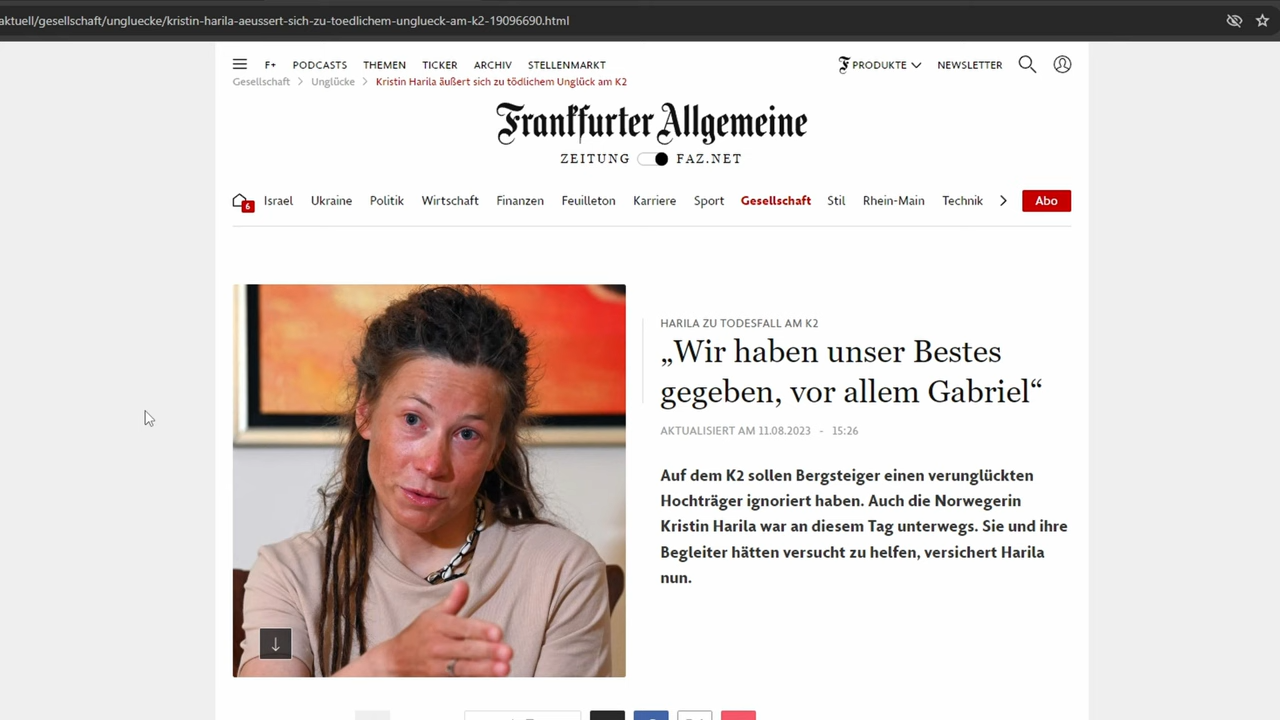 aktuell/gesellschaft/ungluecke/kristin-harila-aeussert-sich-zu-toedlichem-unglueck-am-k2-19096690.html
F+ PODCASTS THEMEN TICKER ARCHIV STELLENMARKT PRODUKTE NEWSLETTER
Gesellschaft > Unglücke > Kristin Harila äußert sich zu tödlichem Unglück am K2
Frankfurter Allgemeine
ZEITUNG FAZ.NET
6 Israel Ukraine Politik Wirtschaft Finanzen Feuilleton Karriere Sport Gesellschaft Stil Rhein-Main Technik > Abo
HARILA ZU TODESFALL AM K2
„Wir haben unser Bestes
gegeben, vor allem Gabriel“
AKTUALISIERT AM 11.08.2023 - 15:26
Auf dem K2 sollen Bergsteiger einen verunglückten
Hochträger ignoriert haben. Auch die Norwegerin
Kristin Harila war an diesem Tag unterwegs. Sie und ihre
Begleiter hätten versucht zu helfen, versichert Harila
nun.